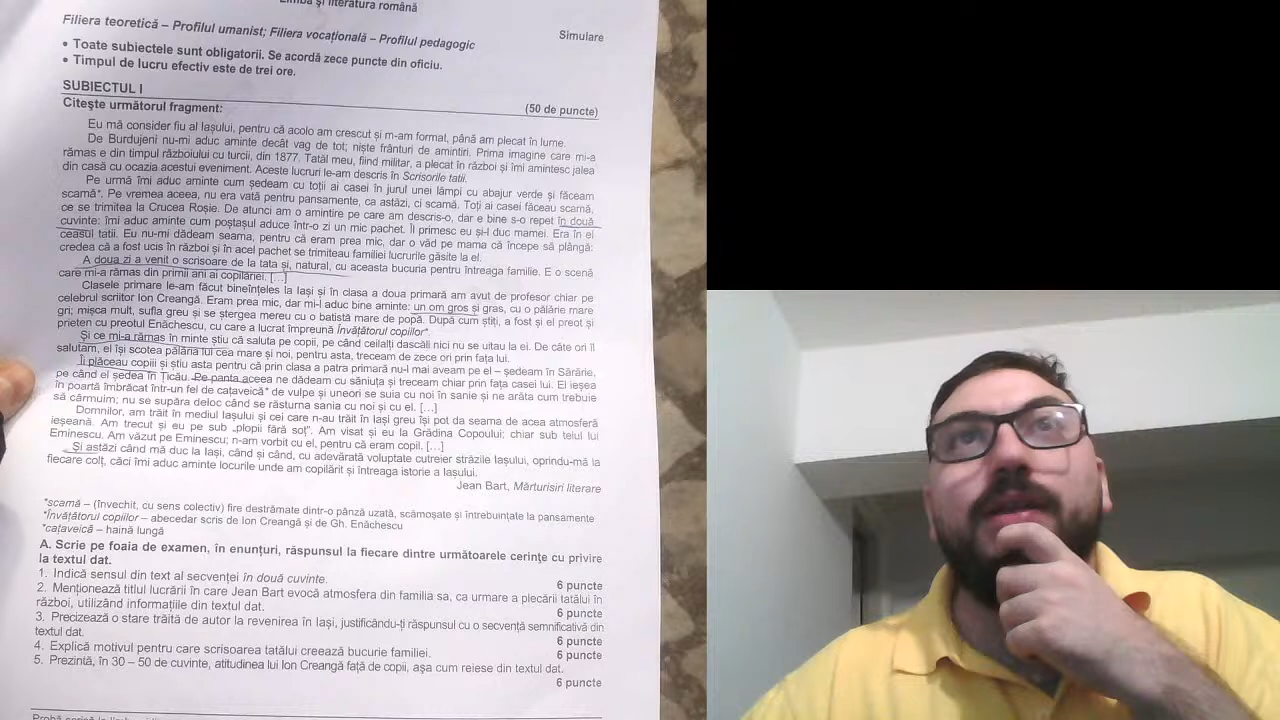 Limba și literatura română
Filiera teoretică – Profilul umanist; Filiera vocațională – Profilul pedagogic
Simulare
• Toate subiectele sunt obligatorii. Se acordă zece puncte din oficiu.
• Timpul de lucru efectiv este de trei ore.
SUBIECTUL I
(50 de puncte)
Citește următorul fragment:
Eu mă consider fiu al Iașului, pentru că acolo am crescut și m-am format, până am plecat în lume.
De Burdujeni nu-mi aduc aminte decât vag de tot; niște frânturi de amintiri. Prima imagine care mi-a
rămas e din timpul războiului cu turcii, din 1877. Tatăl meu, fiind militar, a plecat în război și îmi amintesc jalea
din casă cu ocazia acestui eveniment. Aceste lucruri le-am descris în Scrisorile tatii.
Pe urmă îmi aduc aminte cum ședeam cu toții ai casei în jurul unei lămpi cu abajur verde și făceam
scamă*. Pe vremea aceea, nu era vată pentru pansamente, ca astăzi, ci scamă. Toți ai casei făceau scamă,
ce se trimitea la Crucea Roșie. De atunci am o amintire pe care am descris-o, dar e bine s-o repet în două
cuvinte: îmi aduc aminte cum poștașul aduce într-o zi un mic pachet. Îl primesc eu și-l duc mamei. Era în el
ceasul tatii. Eu nu-mi dădeam seama, pentru că eram prea mic, dar o văd pe mama că începe să plângă:
credea că a fost ucis în război și în acel pachet se trimiteau familiei lucrurile găsite la el.
A doua zi a venit o scrisoare de la tata și, natural, cu aceasta bucuria pentru întreaga familie. E o scenă
care mi-a rămas din primii ani ai copilăriei. [...]
Clasele primare le-am făcut bineînțeles la Iași și în clasa a doua primară am avut de profesor chiar pe
celebrul scriitor Ion Creangă. Eram prea mic, dar mi-l aduc bine aminte: un om gros și gras, cu o pălărie mare
gri; mișca mult, sufla greu și se ștergea mereu cu o batistă mare de popă. După cum știți, a fost și el preot și
prieten cu preotul Enăchescu, cu care a lucrat împreună Învățătorul copiilor*.
Și ce mi-a rămas în minte știu că saluta pe copii, pe când ceilalți dascăli nici nu se uitau la ei. De câte ori îl
salutam, el își scotea pălăria lui cea mare și noi, pentru asta, treceam de zece ori prin fața lui.
Îi plăceau copiii și știu asta pentru că prin clasa a patra primară nu-l mai aveam pe el – ședeam în Sărărie,
pe când el ședea în Țicău. Pe panta aceea ne dădeam cu săniuța și treceam chiar prin fața casei lui. El ieșea
în poartă îmbrăcat într-un fel de cațaveică* de vulpe și uneori se suia cu noi în sanie și ne arăta cum trebuie
să cârmuim; nu se supăra deloc când se răsturna sania cu noi și cu el. [...]
Domnilor, am trăit în mediul Iașului și cei care n-au trăit în Iași greu își pot da seama de acea atmosferă
ieșeană. Am trecut și eu pe sub „plopii fără soț”. Am visat și eu la Grădina Copoului; chiar sub teiul lui
Eminescu. Am văzut pe Eminescu; n-am vorbit cu el, pentru că eram copil. [...]
Și astăzi când mă duc la Iași, când și când, cu adevărată voluptate cutreier străzile Iașului, oprindu-mă la
fiecare colț, căci îmi aduc aminte locurile unde am copilărit și întreaga istorie a Iașului.
Jean Bart, Mărturisiri literare
*scamă – (învechit, cu sens colectiv) fire destrămate dintr-o pânză uzată, scămoșate și întrebuințate la pansamente
*Învățătorul copiilor – abecedar scris de Ion Creangă și de Gh. Enăchescu
*cațaveică – haină lungă
A. Scrie pe foaia de examen, în enunțuri, răspunsul la fiecare dintre următoarele cerințe cu privire
la textul dat.
1. Indică sensul din text al secvenței în două cuvinte. 6 puncte
2. Menționează titlul lucrării în care Jean Bart evocă atmosfera din familia sa, ca urmare a plecării tatălui în
război, utilizând informațiile din textul dat. 6 puncte
3. Precizează o stare trăită de autor la revenirea în Iași, justificându-ți răspunsul cu o secvență semnificativă din
textul dat. 6 puncte
4. Explică motivul pentru care scrisoarea tatălui creează bucurie familiei. 6 puncte
5. Prezintă, în 30 – 50 de cuvinte, atitudinea lui Ion Creangă față de copii, așa cum reiese din textul dat.
6 puncte